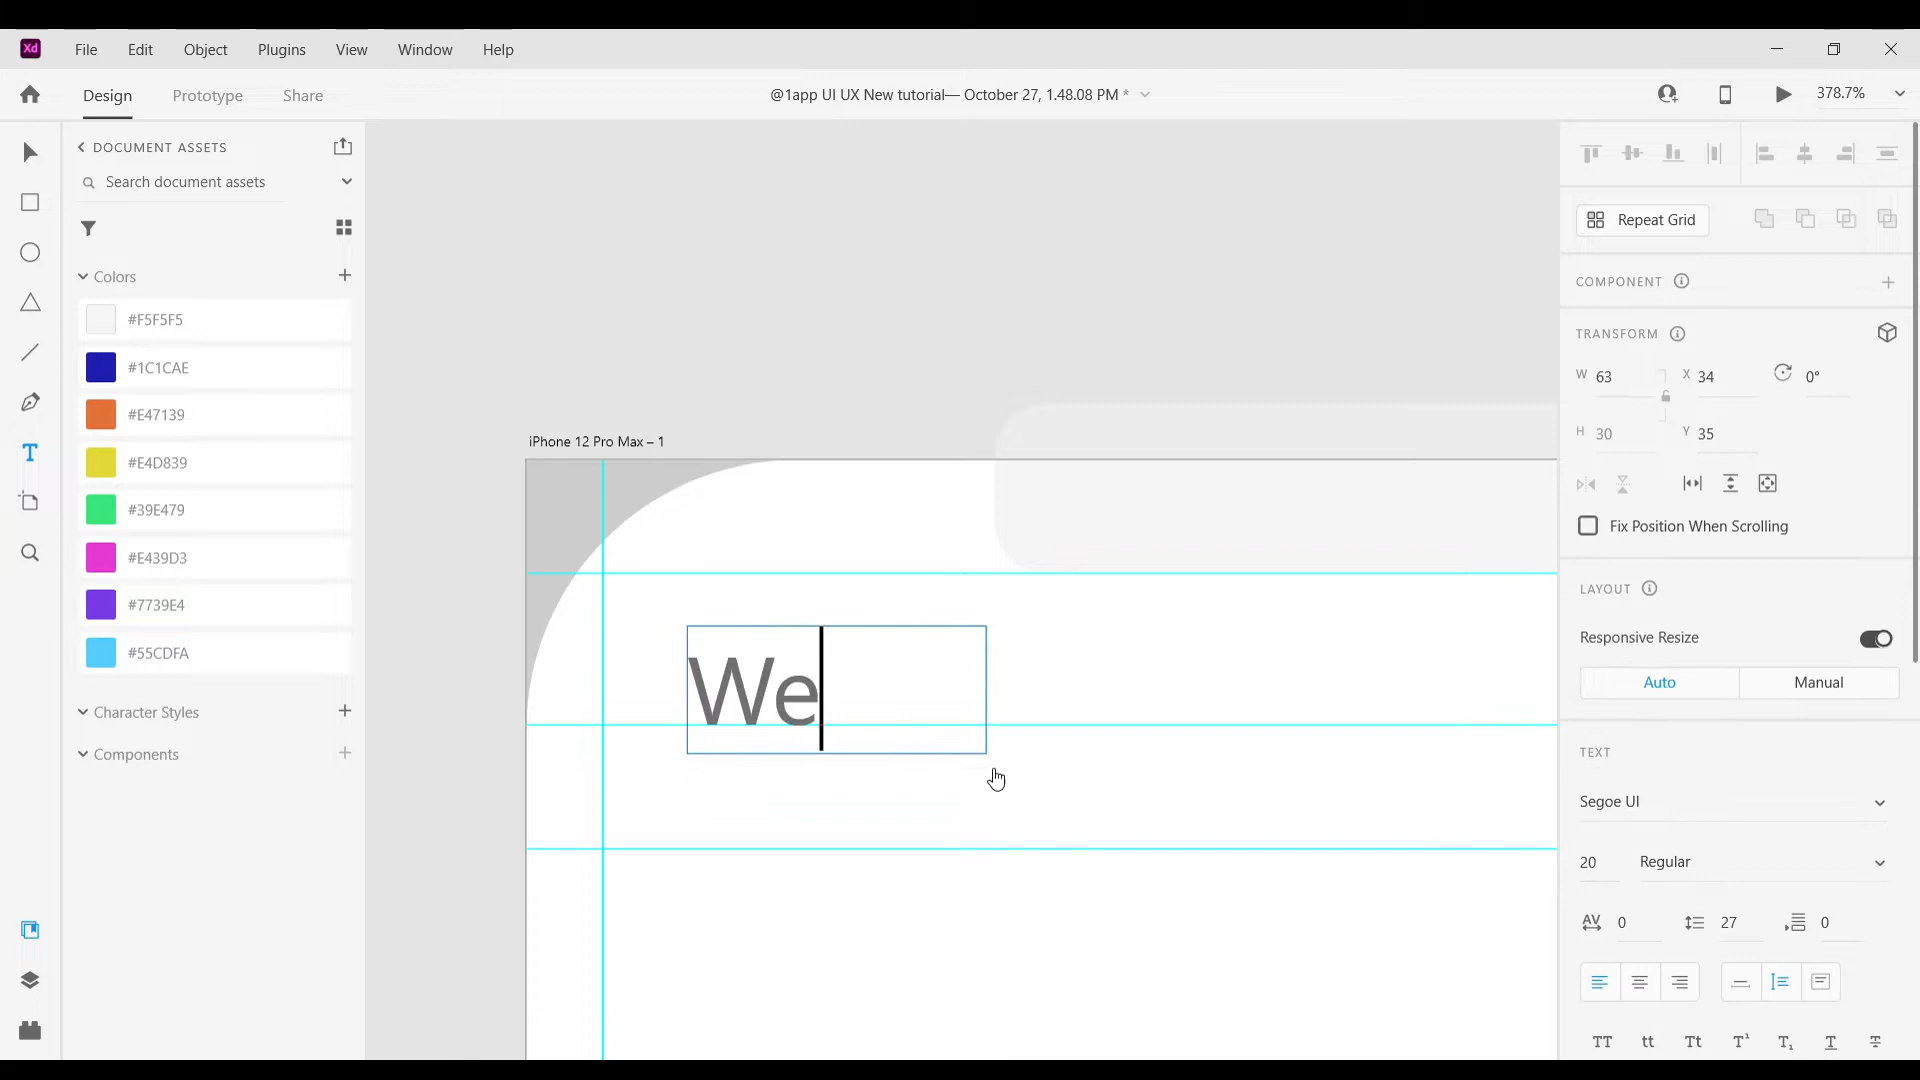 Xd File Edit Object Plugins View Window Help
Design Prototype Share
@1app UI UX New tutorial— October 27, 1.48.08 PM *
378.7%
DOCUMENT ASSETS
Search document assets
Colors
#F5F5F5
#1C1CAE
#E47139
#E4D839
#39E479
#E439D3
#7739E4
#55CDFA
Character Styles
Components
iPhone 12 Pro Max – 1
We
Repeat Grid
COMPONENT
TRANSFORM
W 63 X 34 0°
H 30 Y 35
Fix Position When Scrolling
LAYOUT
Responsive Resize
Auto Manual
TEXT
Segoe UI
20 Regular
AV 0 27 0
TT tt Tt T¹ T₁ T T